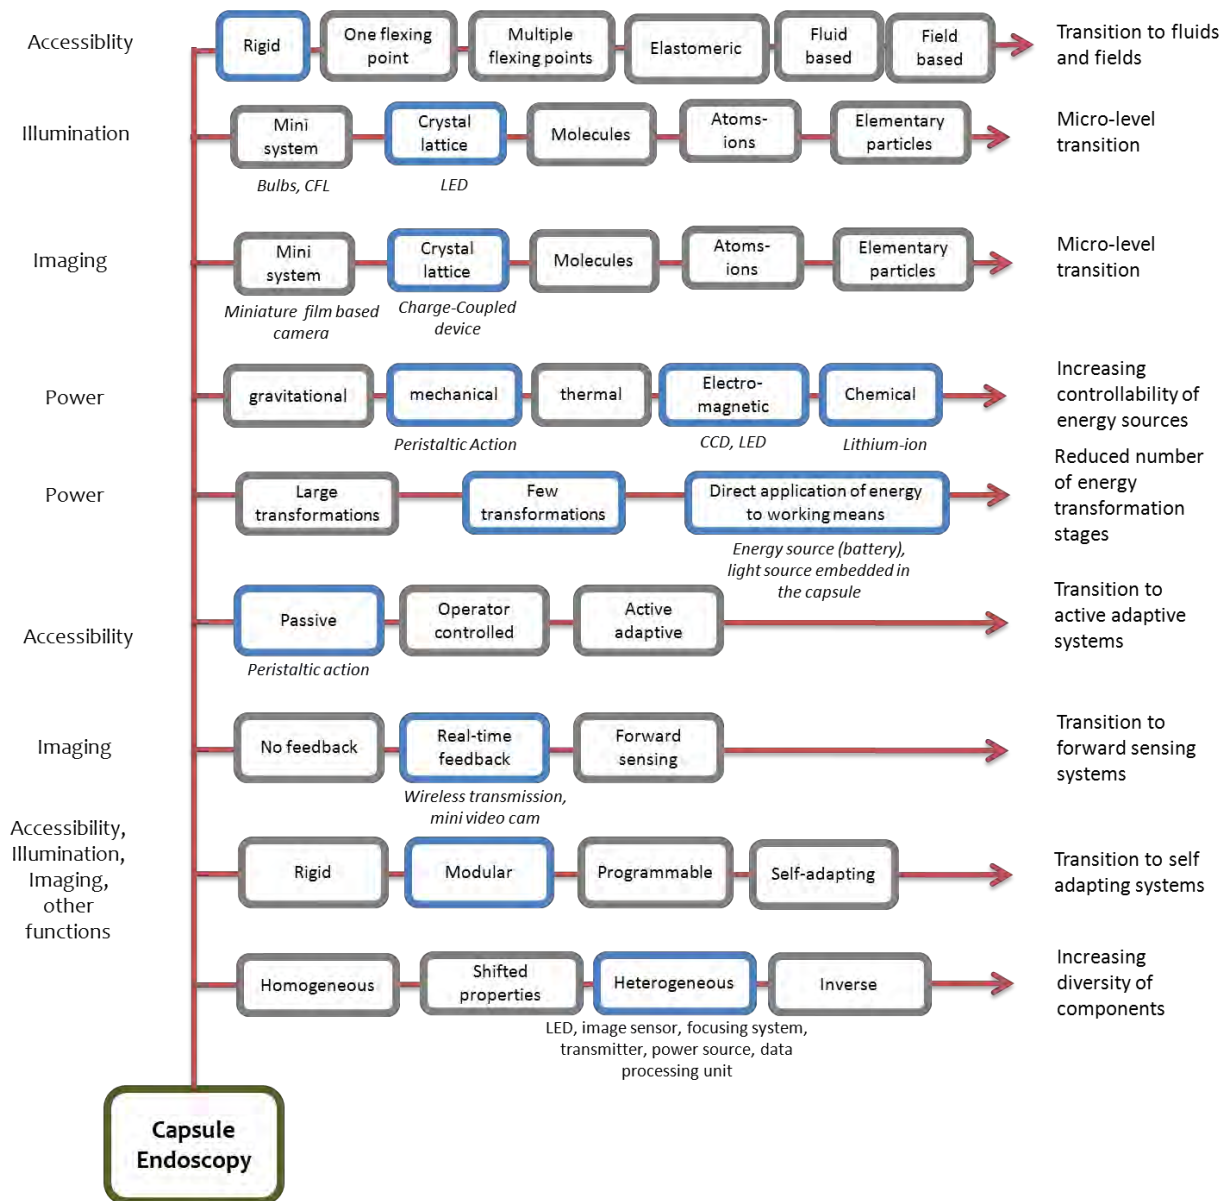 Accessiblity
Rigid
One flexing
point
Multiple
flexing points
Elastomeric
Fluid
based
Field
based
Transition to fluids
and fields
Illumination
Mini
system
Crystal
lattice
Molecules
Atoms-
ions
Elementary
particles
Micro-level
transition
Bulbs, CFL
LED
Imaging
Mini
system
Crystal
lattice
Molecules
Atoms-
ions
Elementary
particles
Micro-level
transition
Miniature film based
camera
Charge-Coupled
device
Power
gravitational
mechanical
thermal
Electro-
magnetic
Chemical
Increasing
controllability of
energy sources
Peristaltic Action
CCD, LED
Lithium-ion
Power
Large
transformations
Few
transformations
Direct application of energy
to working means
Reduced number
of energy
transformation
stages
Energy source (battery),
light source embedded in
the capsule
Accessibility
Passive
Operator
controlled
Active
adaptive
Transition to
active adaptive
systems
Peristaltic action
Imaging
No feedback
Real-time
feedback
Forward
sensing
Transition to
forward sensing
systems
Wireless transmission,
mini video cam
Accessibility,
Illumination,
Imaging,
other
functions
Rigid
Modular
Programmable
Self-adapting
Transition to self
adapting systems
Homogeneous
Shifted
properties
Heterogeneous
Inverse
Increasing
diversity of
components
LED, image sensor, focusing system,
transmitter, power source, data
processing unit
Capsule
Endoscopy